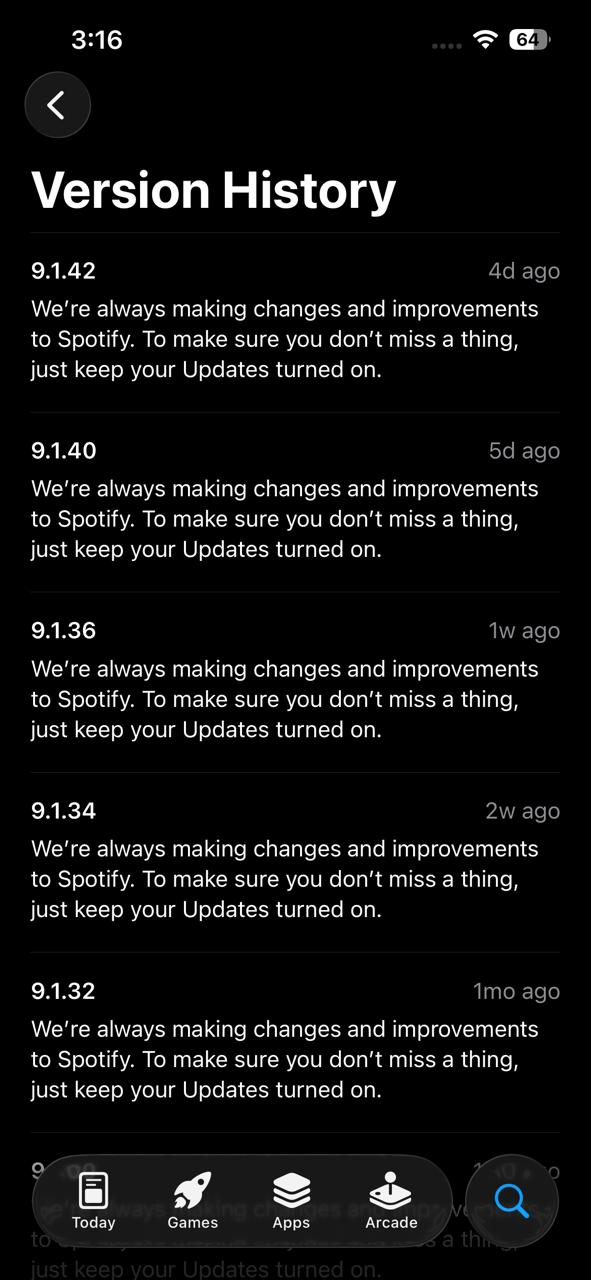 3:16
64
Version History
9.1.42 4d ago
We’re always making changes and improvements
to Spotify. To make sure you don’t miss a thing,
just keep your Updates turned on.
9.1.40 5d ago
We’re always making changes and improvements
to Spotify. To make sure you don’t miss a thing,
just keep your Updates turned on.
9.1.36 1w ago
We’re always making changes and improvements
to Spotify. To make sure you don’t miss a thing,
just keep your Updates turned on.
9.1.34 2w ago
We’re always making changes and improvements
to Spotify. To make sure you don’t miss a thing,
just keep your Updates turned on.
9.1.32 1mo ago
We’re always making changes and improvements
to Spotify. To make sure you don’t miss a thing,
just keep your Updates turned on.
Today Games Apps Arcade
just keep your Updates turned on.